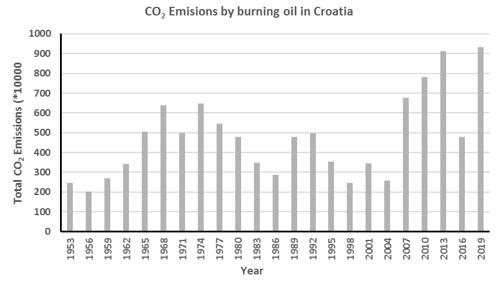 CO₂ Emisions by burning oil in Croatia
Total CO₂ Emissions (*10000
1000
900
800
700
600
500
400
300
200
100
0
1953 1956 1959 1962 1965 1968 1971 1974 1977 1980 1983 1986 1989 1992 1995 1998 2001 2004 2007 2010 2013 2016 2019
Year